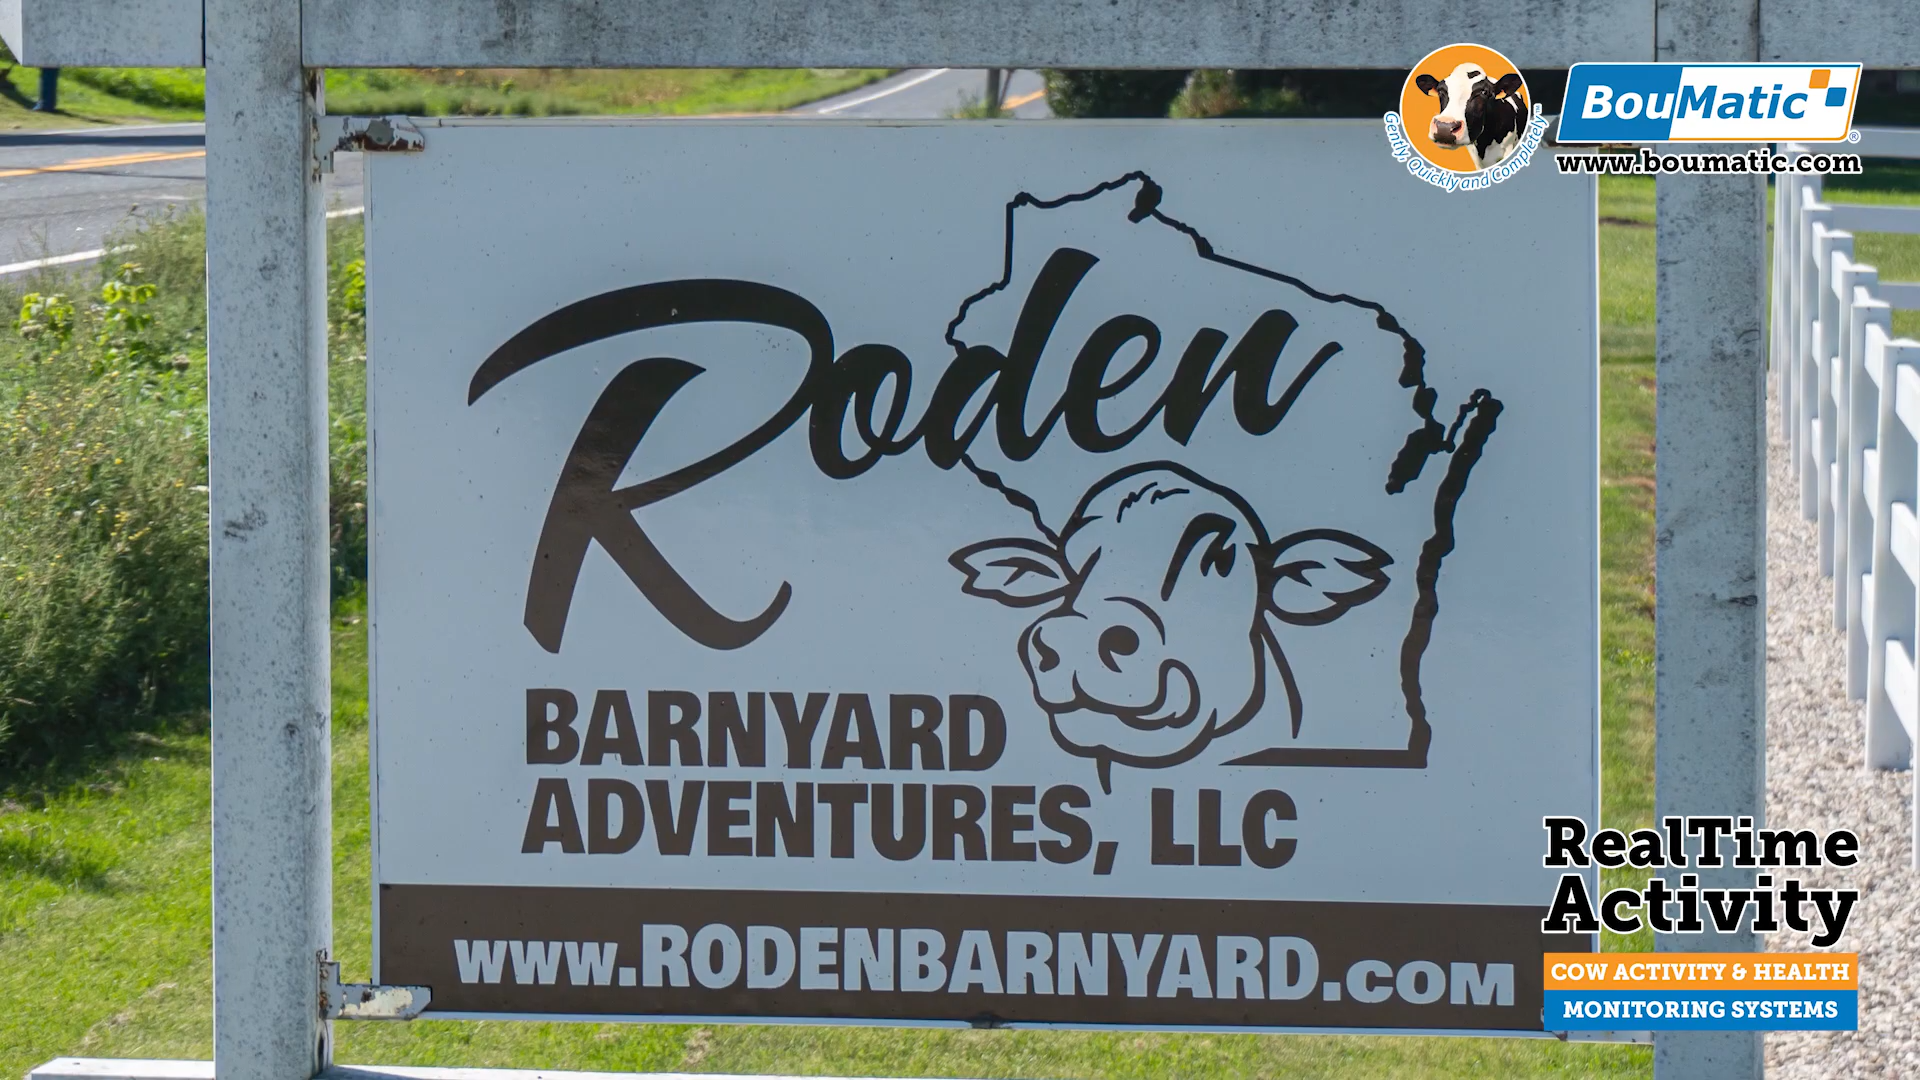 Gently, Quickly and Completely™
BouMatic®
www.boumatic.com
Roden
BARNYARD
ADVENTURES, LLC
www.RODENBARNYARD.com
RealTime
Activity
COW ACTIVITY & HEALTH
MONITORING SYSTEMS